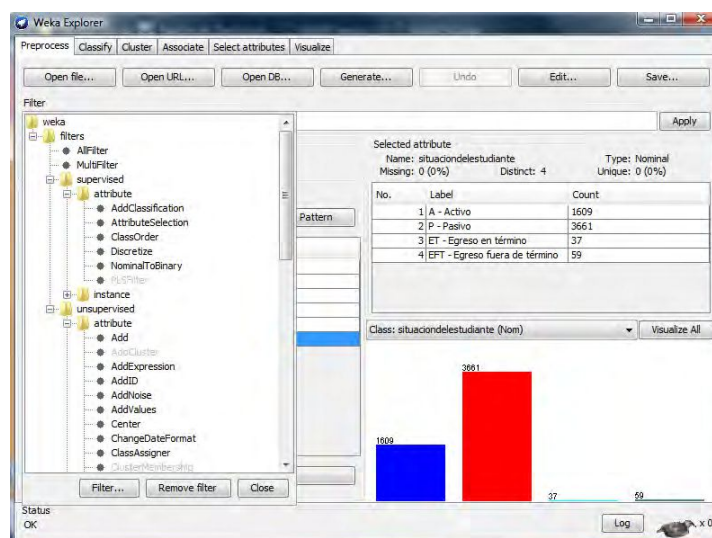 Weka Explorer
Preprocess Classify Cluster Associate Select attributes Visualize
Open file... Open URL... Open DB... Generate... Undo Edit... Save...
Filter
Apply
weka
filters
AllFilter
MultiFilter
supervised
attribute
AddClassification
AttributeSelection
ClassOrder
Discretize
NominalToBinary
PLSFilter
instance
unsupervised
attribute
Add
AddCluster
AddExpression
AddID
AddNoise
AddValues
Center
ChangeDateFormat
ClassAssigner
ClusterMembership
Filter... Remove filter Close
Pattern
Selected attribute
Name: situaciondelestudiante Type: Nominal
Missing: 0 (0%) Distinct: 4 Unique: 0 (0%)
No. Label Count
1 A - Activo 1609
2 P - Pasivo 3661
3 ET - Egreso en término 37
4 EFT - Egreso fuera de término 59
Class: situaciondelestudiante (Nom) Visualize All
3661
1609
37
59
Status
OK
Log
x 0